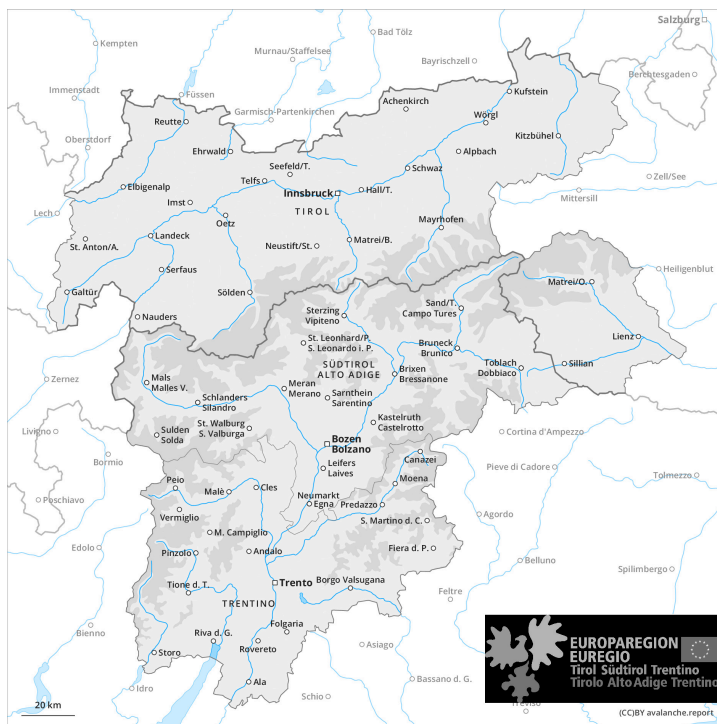 Salzburg
Kempten
Bad Tölz
Murnau/Staffelsee
Bayrischzell
Berchtesgaden
Immenstadt
Füssen
Kufstein
Achenkirch
Garmisch-Partenkirchen
Wörgl
Reutte
Kitzbühel
Oberstdorf
Ehrwald
Alpbach
Seefeld/T.
Schwaz
Zell/See
Telfs
Elbigenalp
Innsbruck
Hall/T.
Mittersill
Imst
TIROL
Lech
Oetz
Mayrhofen
Landeck
St. Anton/A.
Neustift/St.
Matrei/B.
Serfaus
Heiligenblut
Matrei/O.
Galtür
Sölden
Sand/T.
Campo Tures
Nauders
Sterzing
Vipiteno
Lienz
St. Leonhard/P.
S. Leonardo i. P.
Bruneck
Brunico
SÜDTIROL
ALTO ADIGE
Toblach
Dobbiaco
Sillian
Brixen
Bressanone
Zernez
Mals
Malles V.
Meran
Merano
Schlanders
Silandro
Sarnthein
Sarentino
St. Walburg
S. Valburga
Kastelruth
Castelrotto
Livigno
Sulden
Solda
Cortina d'Ampezzo
Bozen
Bolzano
Canazei
Bormio
Leifers
Laives
Pieve di Cadore
Tolmezzo
Peio
Moena
Malè
Cles
Neumarkt
Egna
Predazzo
Poschiavo
Vermiglio
Agordo
S. Martino d. C.
M. Campiglio
Edolo
Pinzolo
Andalo
Fiera d. P.
Belluno
Spilimbergo
Tione d. T.
Trento
Borgo Valsugana
Feltre
TRENTINO
Folgaria
Bienno
Riva d. G.
Rovereto
Asiago
Storo
EUROPAREGION
EUREGIO
Tirol Südtirol Trentino
Tirolo Alto Adige Trentino
Ala
Idro
Schio
Bassano d. G.
Treviso
20 km
(CC)BY avalanche.report